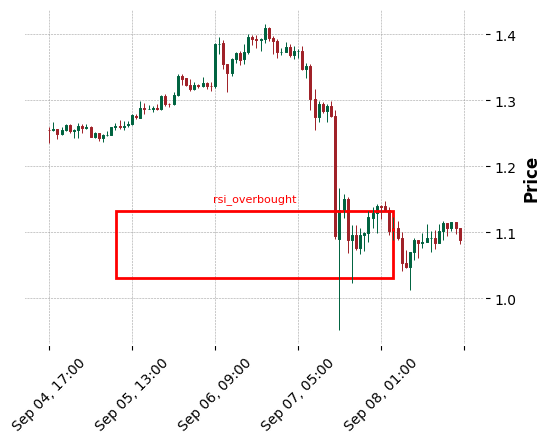 1.4
1.3
1.2
rsi_overbought
1.1
1.0
Price
Sep 04, 17:00
Sep 05, 13:00
Sep 06, 09:00
Sep 07, 05:00
Sep 08, 01:00